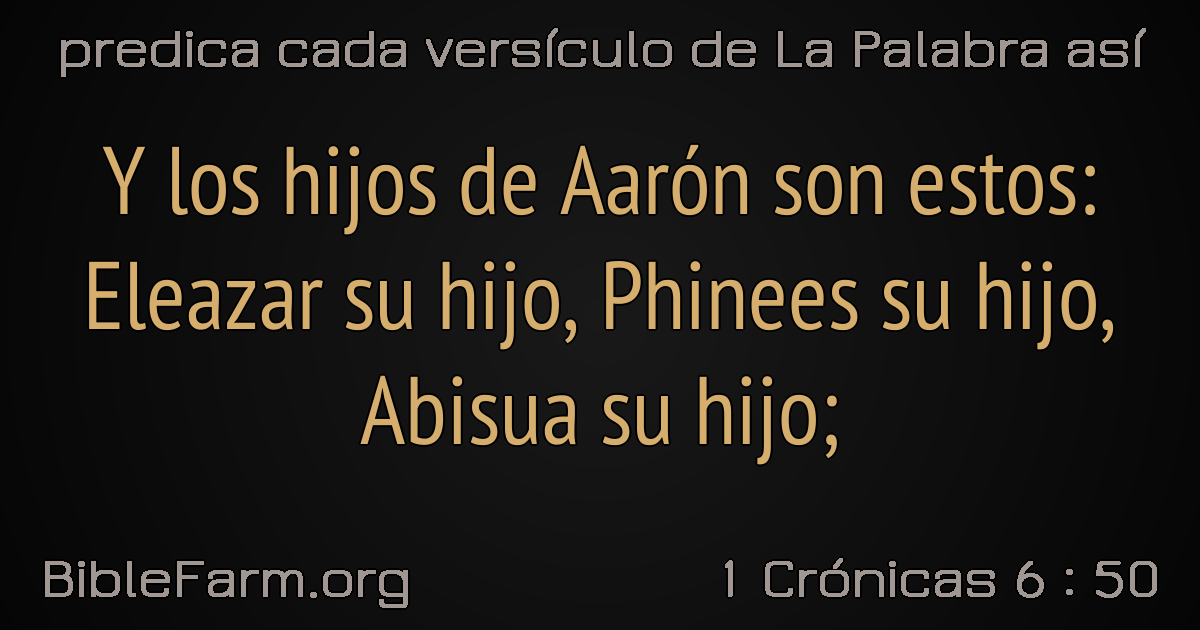 predica cada versículo de La Palabra así
Y los hijos de Aarón son estos:
Eleazar su hijo, Phinees su hijo,
Abisua su hijo;
BibleFarm.org
1 Crónicas 6 : 50